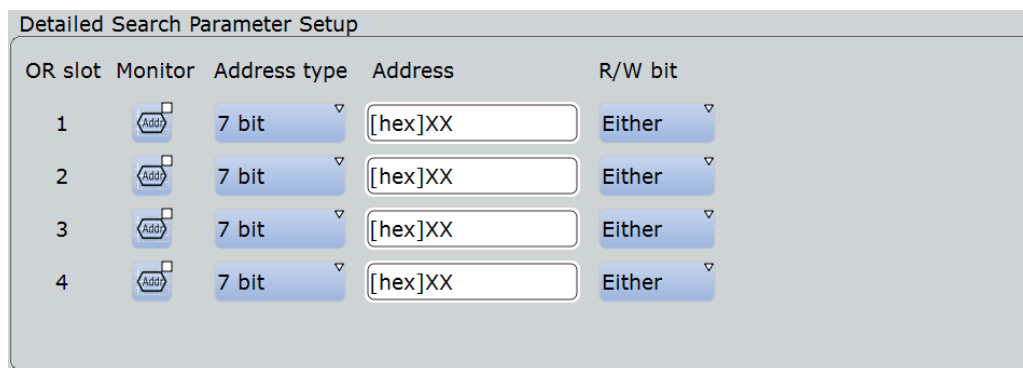 Detailed Search Parameter Setup
OR slot Monitor Address type Address R/W bit
1 Addr 7 bit [hex]XX Either
2 Addr 7 bit [hex]XX Either
3 Addr 7 bit [hex]XX Either
4 Addr 7 bit [hex]XX Either